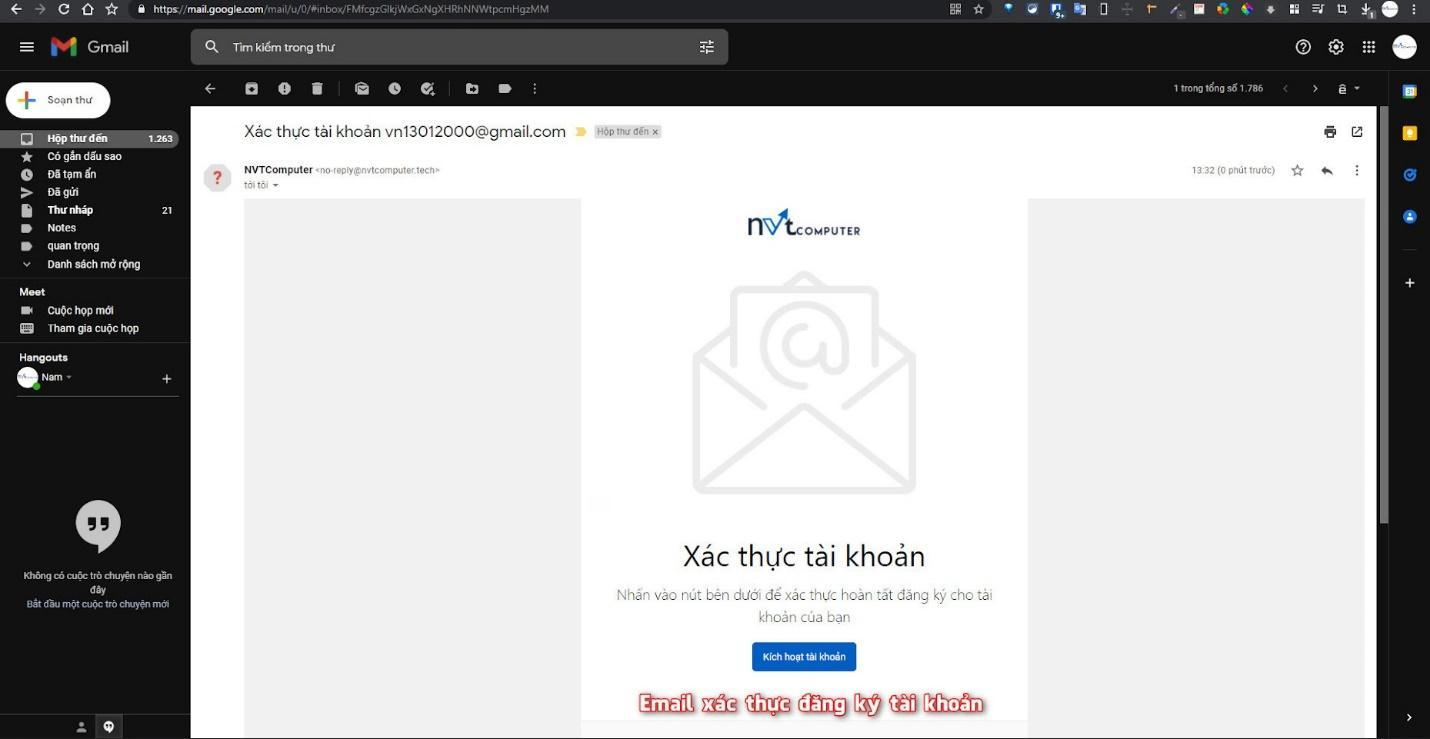 https://mail.google.com/mail/u/0/#inbox/FMfcgzGlkjWxGxNgXHRhNNWtpcmHgzMM
Gmail
Tìm kiếm trong thư
Soạn thư
1 trong tổng số 1.786
Hộp thư đến 1.263
Có gắn dấu sao
Đã tạm ẩn
Đã gửi
Thư nháp 21
Notes
quan trọng
Danh sách mở rộng
Meet
Cuộc họp mới
Tham gia cuộc họp
Hangouts
Nam
Không có cuộc trò chuyện nào gần
đây
Bắt đầu một cuộc trò chuyện mới
Xác thực tài khoản vn13012000@gmail.com Hộp thư đến x
NVTComputer <no-reply@nvtcomputer.tech> 13:32 (0 phút trước)
tới tôi
nvtCOMPUTER
Xác thực tài khoản
Nhấn vào nút bên dưới để xác thực hoàn tất đăng ký cho tài
khoản của bạn
Kích hoạt tài khoản
Email xác thực đăng ký tài khoản